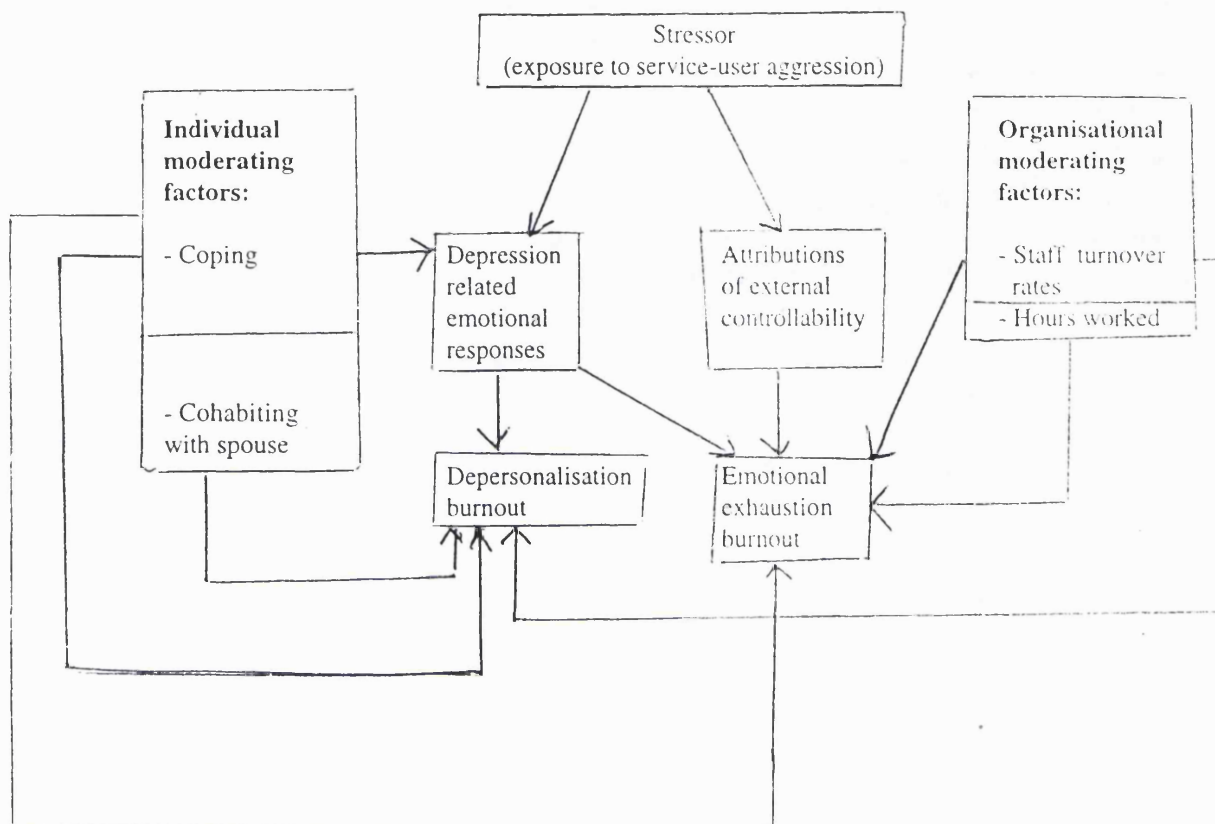 Stressor
(exposure to service-user aggression)
Individual
moderating
factors:
- Coping
- Cohabiting
with spouse
Depression
related
emotional
responses
Attributions
of external
controllability
Organisational
moderating
factors:
- Staff turnover
rates
- Hours worked
Depersonalisation
burnout
Emotional
exhaustion
burnout